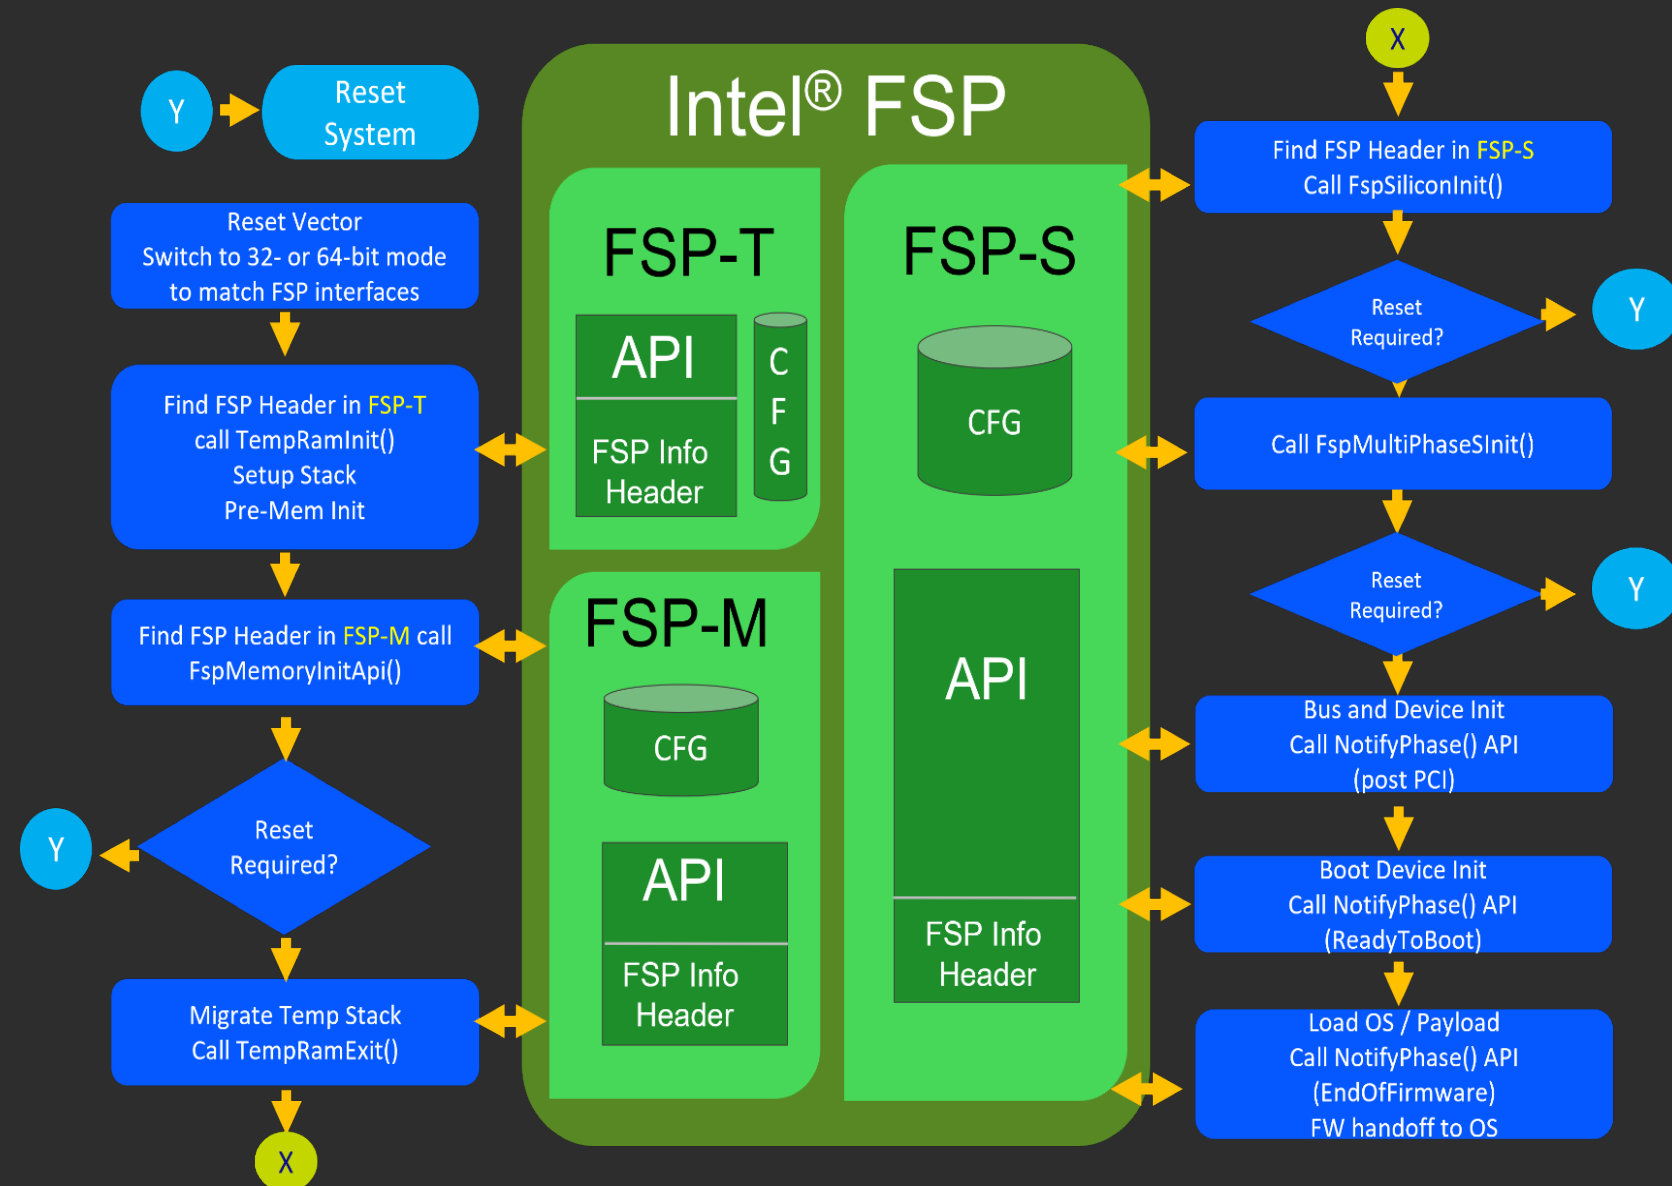 Y
Reset
System
Reset Vector
Switch to 32- or 64-bit mode
to match FSP interfaces
Find FSP Header in FSP-T
call TempRamInit()
Setup Stack
Pre-Mem Init
Find FSP Header in FSP-M call
FspMemoryInitApi()
Reset
Required?
Y
Migrate Temp Stack
Call TempRamExit()
X
Intel® FSP
FSP-T
API
FSP Info
Header
C
F
G
FSP-M
CFG
API
FSP Info
Header
FSP-S
CFG
API
FSP Info
Header
X
Find FSP Header in FSP-S
Call FspSiliconInit()
Reset
Required?
Y
Call FspMultiPhaseSInit()
Reset
Required?
Y
Bus and Device Init
Call NotifyPhase() API
(post PCI)
Boot Device Init
Call NotifyPhase() API
(ReadyToBoot)
Load OS / Payload
Call NotifyPhase() API
(EndOfFirmware)
FW handoff to OS